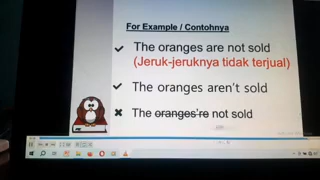 For Example / Contohnya
✔ The oranges are not sold
(Jeruk-jeruknya tidak terjual)
✔ The oranges aren't sold
✖ The oranges're not sold